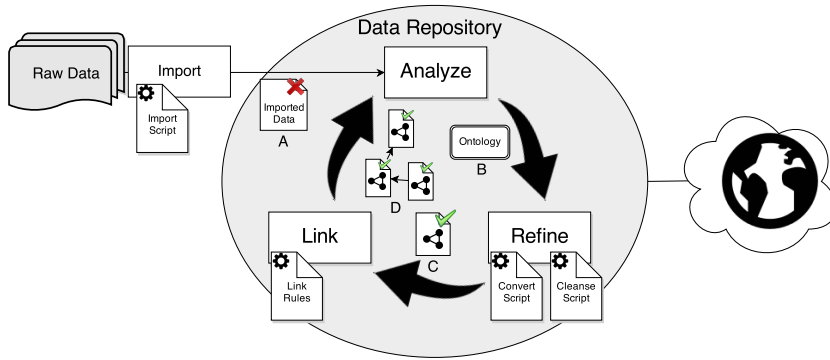 Data Repository
Raw Data
Import
Analyze
Import
Script
Imported
Data
A
Ontology
B
D
Link
C
Refine
Link
Rules
Convert
Script
Cleanse
Script